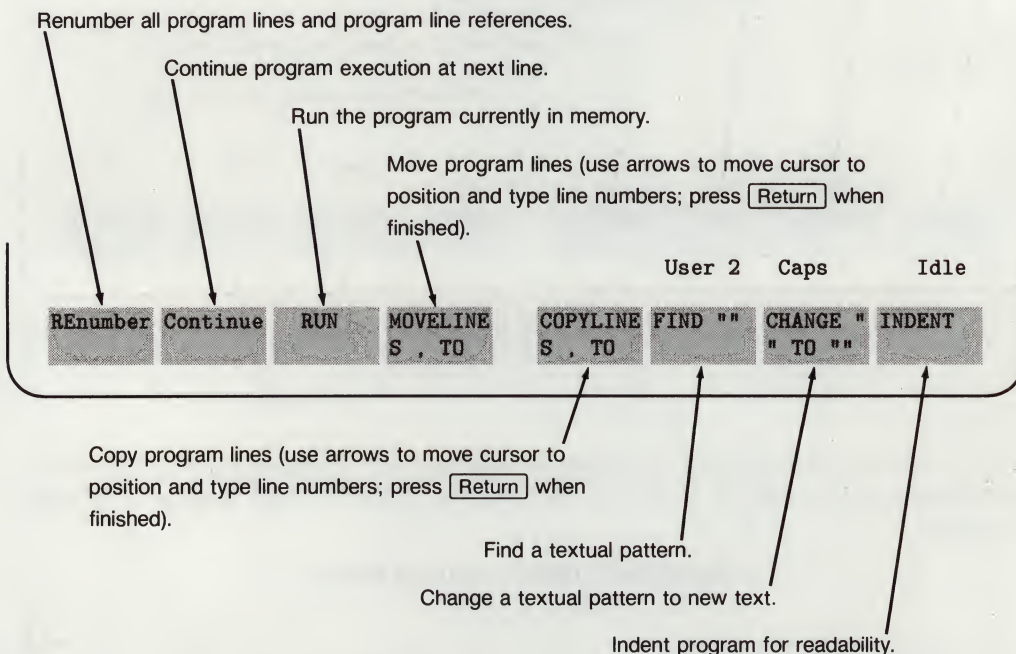 Renumber all program lines and program line references.
Continue program execution at next line.
Run the program currently in memory.
Move program lines (use arrows to move cursor to
position and type line numbers; press Return when
finished).
User 2 Caps Idle
REnumber Continue RUN MOVELINE COPYLINE FIND "" CHANGE " INDENT
S , TO S , TO " TO ""
Copy program lines (use arrows to move cursor to
position and type line numbers; press Return when
finished).
Find a textual pattern.
Change a textual pattern to new text.
Indent program for readability.